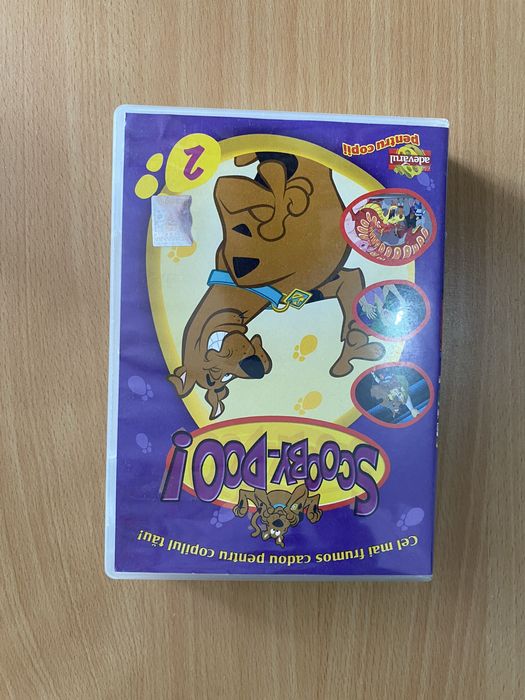 Cel mai frumos cadou pentru copilul tău!
SCOOBY-DOO!
adevărul
pentru copii
2